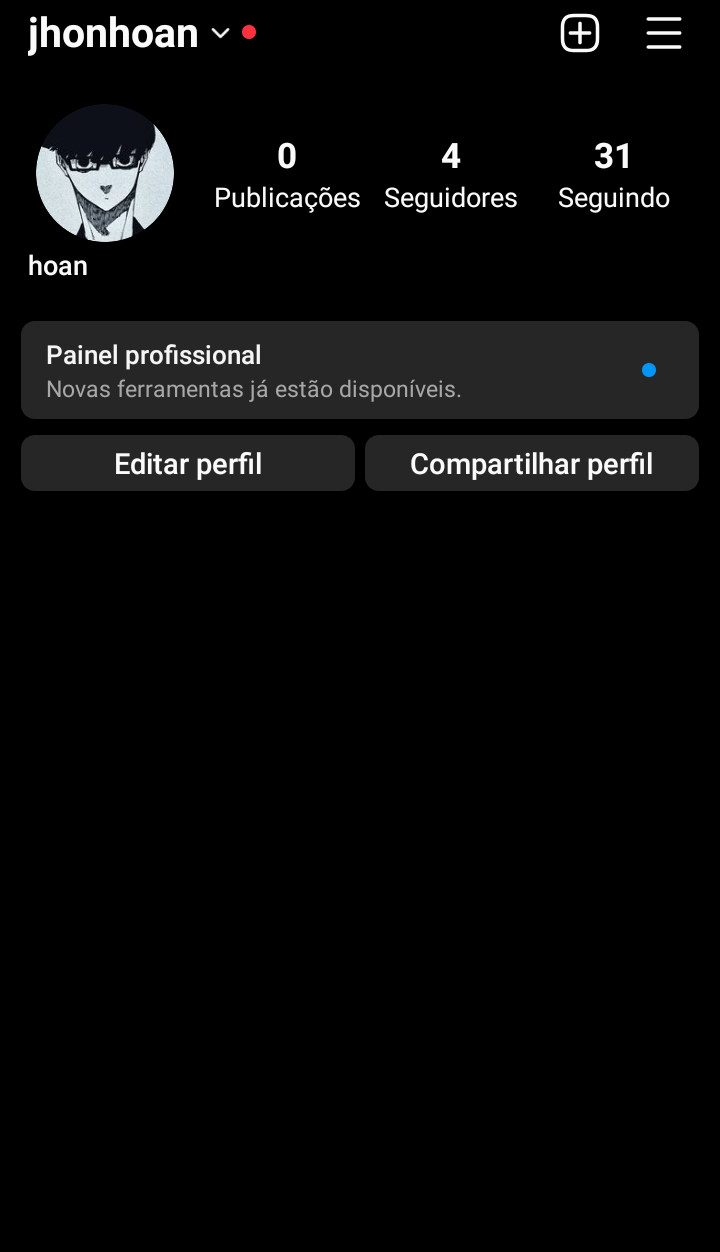 jhonhoan
0 4 31
Publicações Seguidores Seguindo
hoan
Painel profissional
Novas ferramentas já estão disponíveis.
Editar perfil Compartilhar perfil